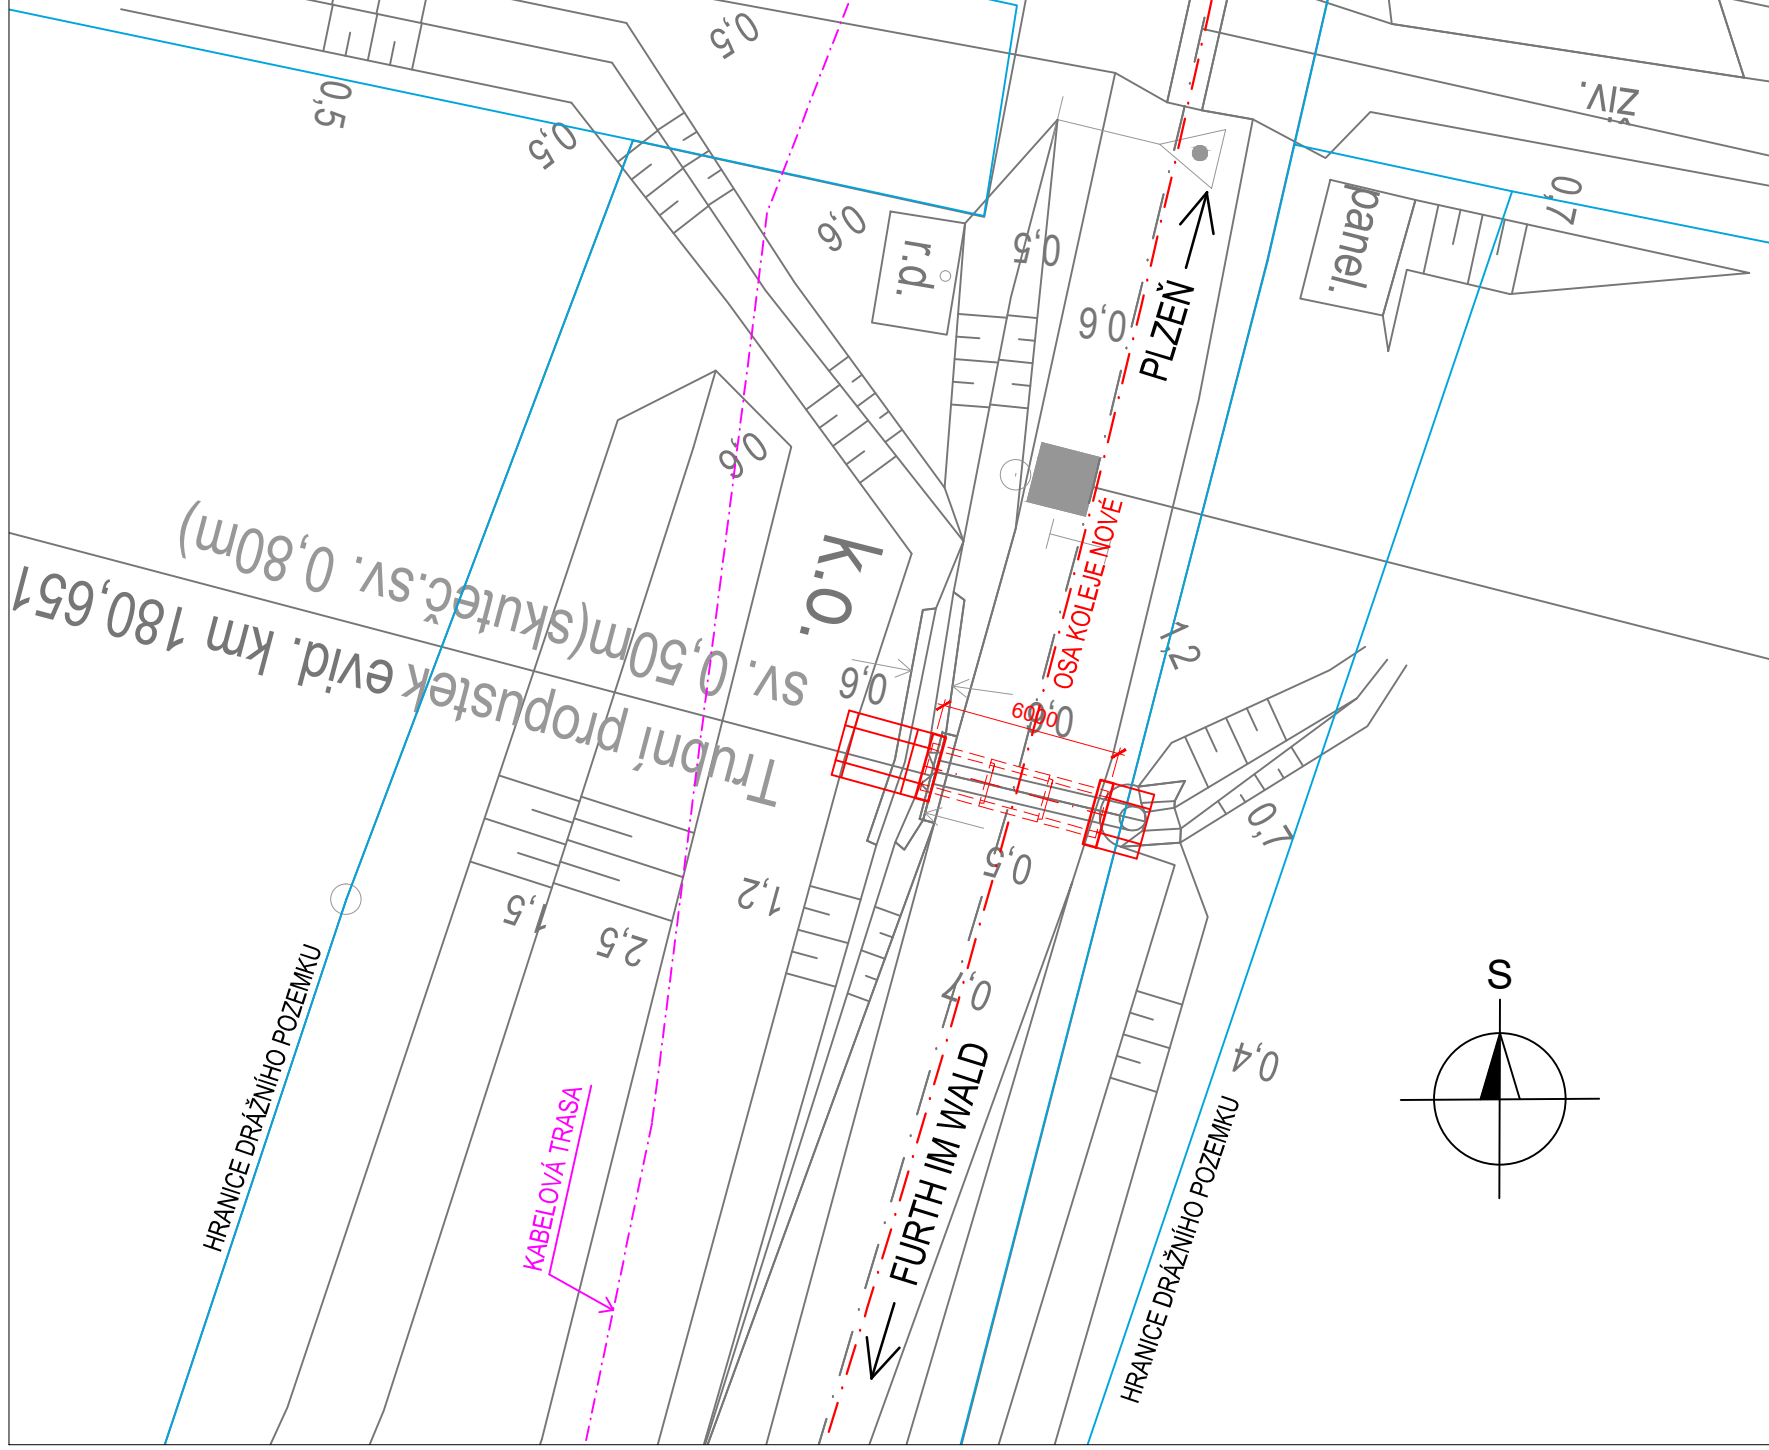 0,5
0,5
0,5
ŽIV.
0,7
panel.
0,6
r.d.
0,5
0,6
PLZEŇ
0,6
k.o.
OSA KOLEJE NOVÉ
sv. 0,50m(skuteč.sv. 0,80m)
Trubní propustek evid. km 180,651
1,2
0,6
6000
0,6
0,7
0,5
1,2
1,5
2,5
0,7
S
0,4
HRANICE DRÁŽNÍHO POZEMKU
KABELOVÁ TRASA
FURTH IM WALD
HRANICE DRÁŽNÍHO POZEMKU